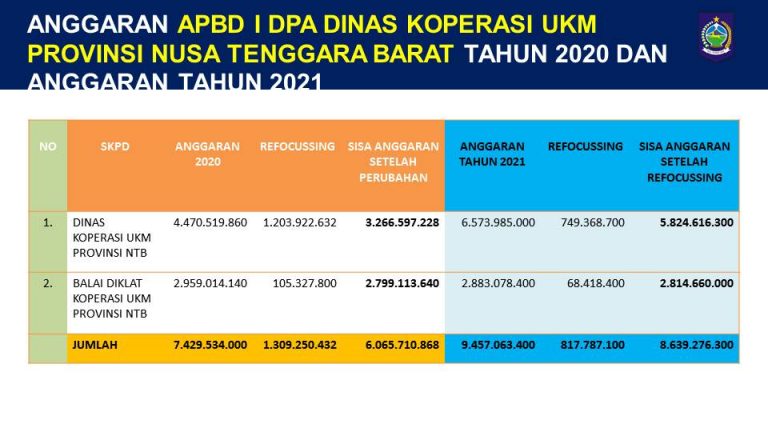 ANGGARAN APBD I DPA DINAS KOPERASI UKM
PROVINSI NUSA TENGGARA BARAT TAHUN 2020 DAN
ANGGARAN TAHUN 2021
NO SKPD ANGGARAN 2020 REFOCUSSING SISA ANGGARAN SETELAH PERUBAHAN ANGGARAN TAHUN 2021 REFOCUSSING SISA ANGGARAN SETELAH REFOCUSSING
1. DINAS KOPERASI UKM PROVINSI NTB 4.470.519.860 1.203.922.632 3.266.597.228 6.573.985.000 749.368.700 5.824.616.300
2. BALAI DIKLAT KOPERASI UKM PROVINSI NTB 2.959.014.140 105.327.800 2.799.113.640 2.883.078.400 68.418.400 2.814.660.000
JUMLAH 7.429.534.000 1.309.250.432 6.065.710.868 9.457.063.400 817.787.100 8.639.276.300